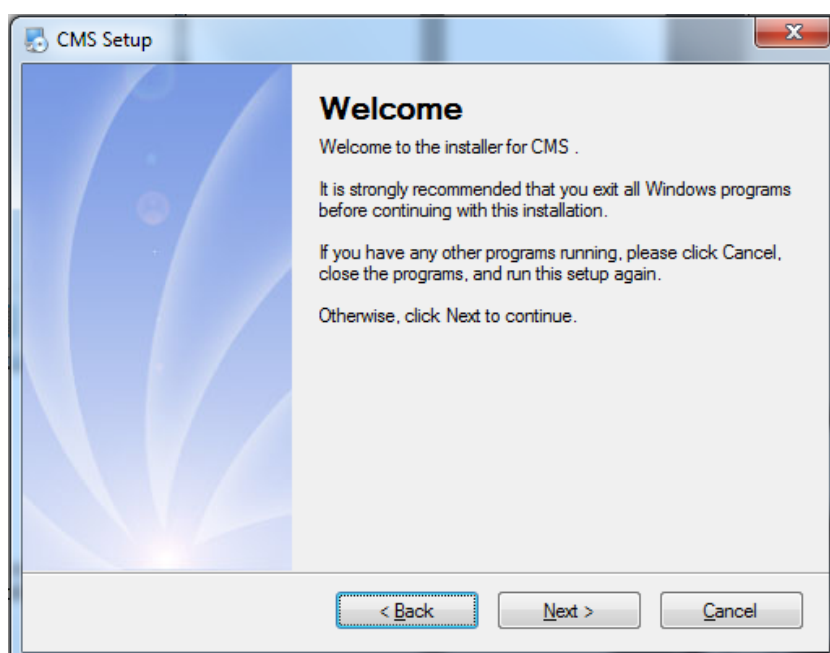 CMS Setup
Welcome
Welcome to the installer for CMS .
It is strongly recommended that you exit all Windows programs
before continuing with this installation.
If you have any other programs running, please click Cancel,
close the programs, and run this setup again.
Otherwise, click Next to continue.
< Back
Next >
Cancel